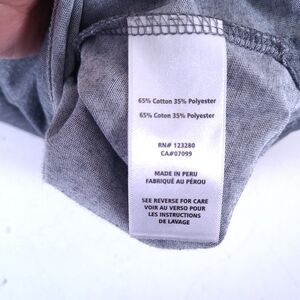 65% Cotton 35% Polyester
65% Cotton 35% Polyester
RN# 123280
CA#07099
MADE IN PERU
FABRIQUÉ AU PÉROU
SEE REVERSE FOR CARE
VOIR AU VERSO POUR
LES INSTRUCTIONS
DE LAVAGE